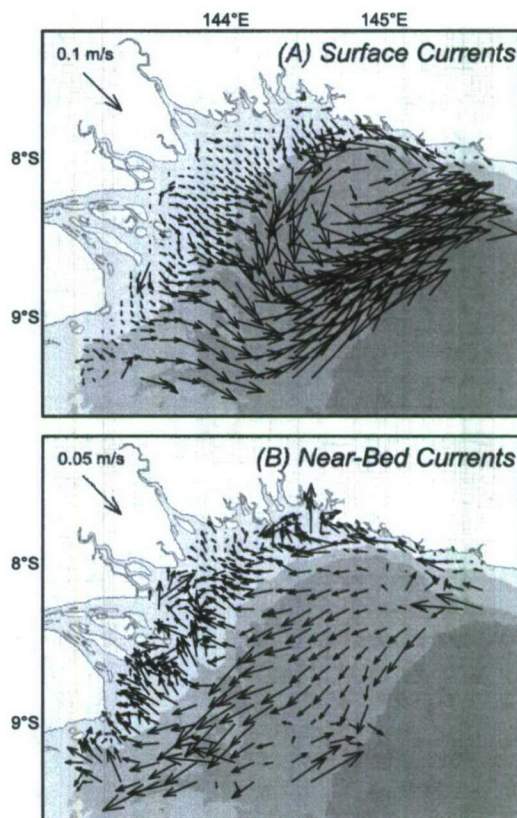 144°E 145°E
0.1 m/s
(A) Surface Currents
8°S
9°S
0.05 m/s
(B) Near-Bed Currents
8°S
9°S